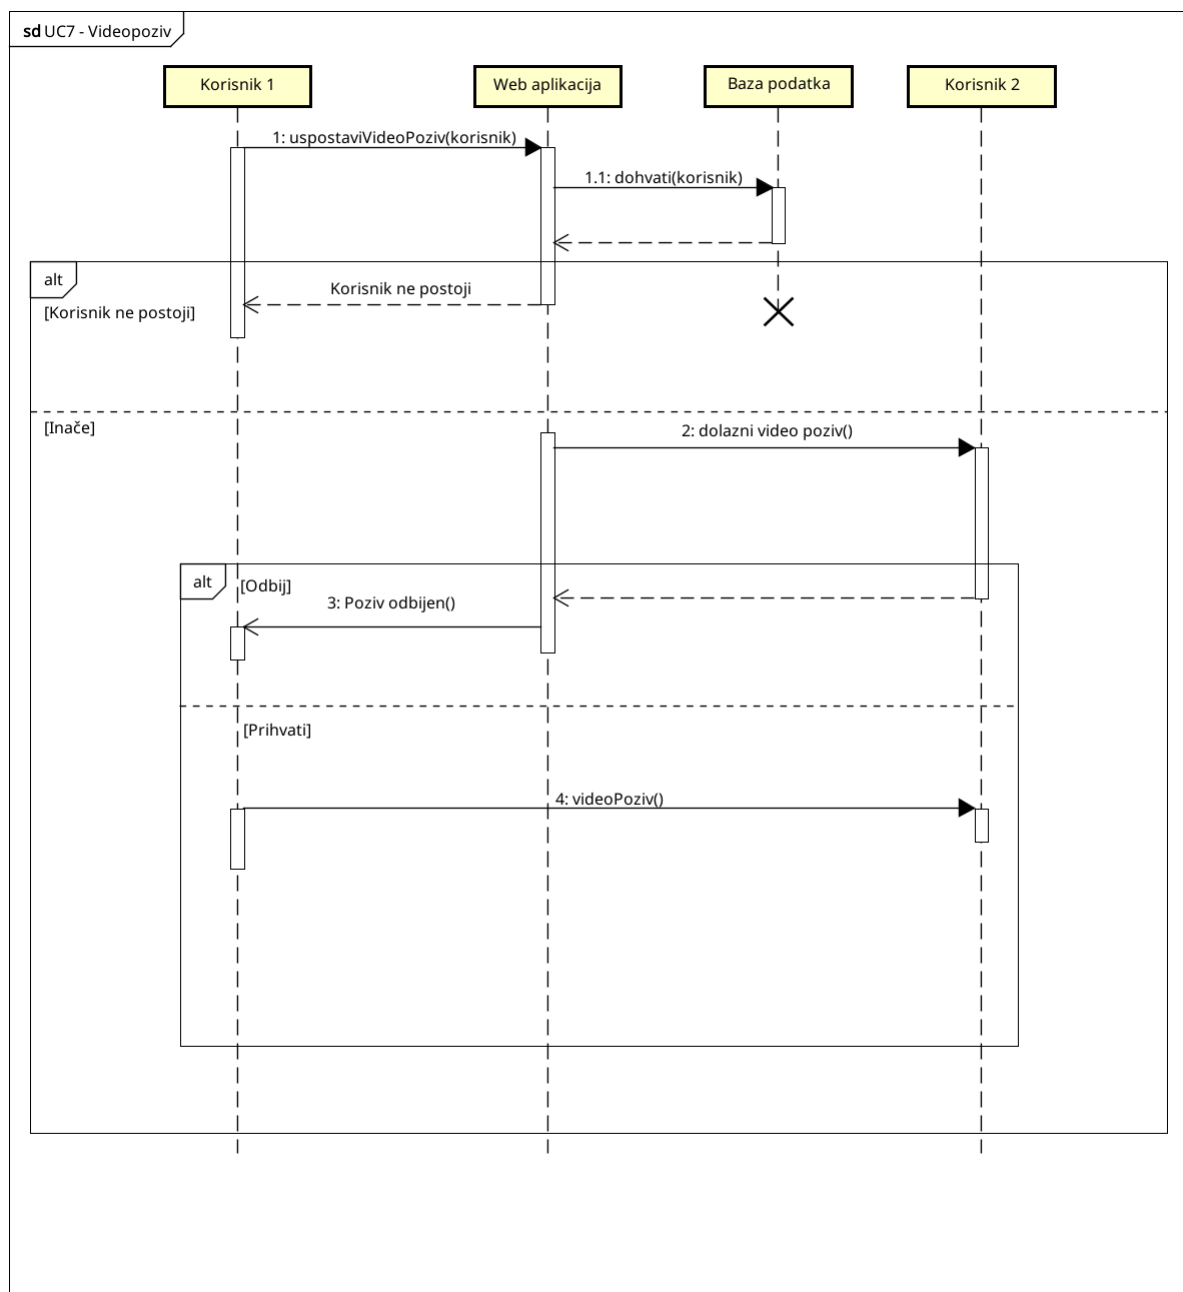 sd UC7 - Videopoziv
Korisnik 1
Web aplikacija
Baza podatka
Korisnik 2
1: uspostaviVideoPoziv(korisnik)
1.1: dohvati(korisnik)
alt
Korisnik ne postoji
[Korisnik ne postoji]
[Inače]
2: dolazni video poziv()
alt
[Odbij]
3: Poziv odbijen()
[Prihvati]
4: videoPoziv()